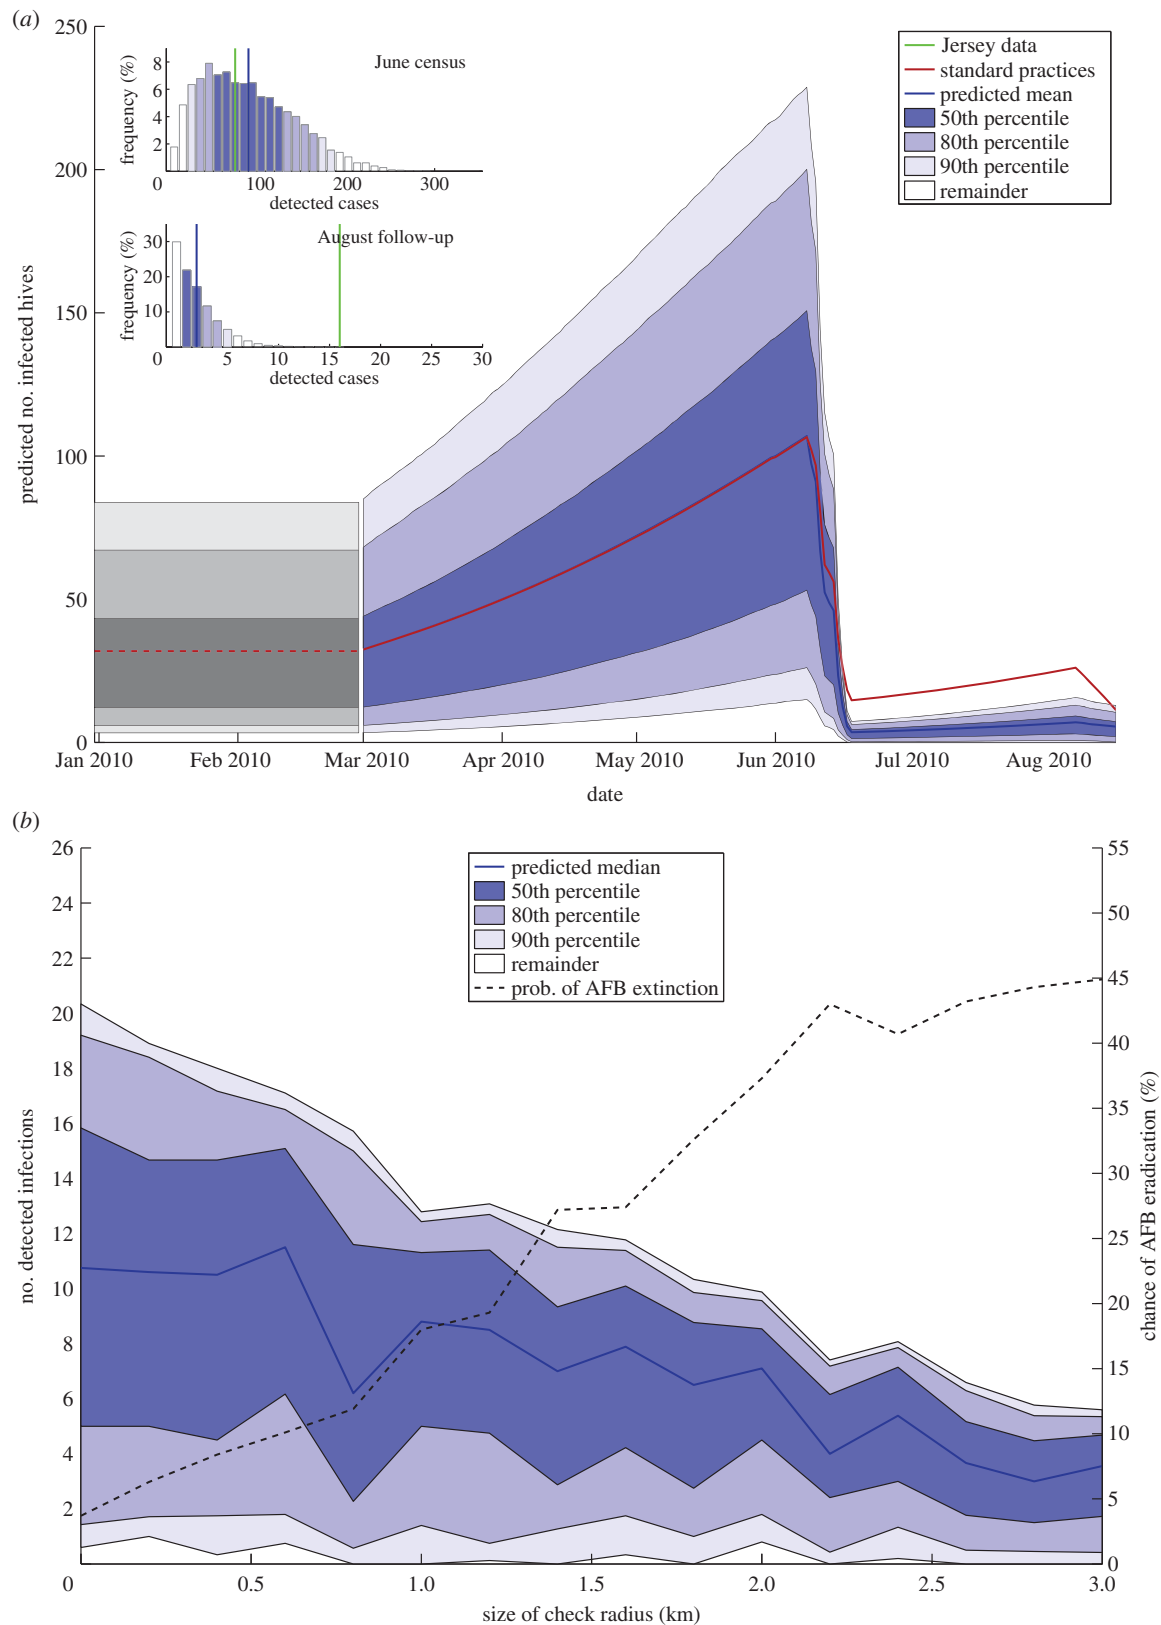 (a)
250
200
150
100
50
0
predicted no. infected hives
8
6
4
2
0
100
200
300
frequency (%)
detected cases
June census
30
20
10
0
5
10
15
20
25
30
frequency (%)
detected cases
August follow-up
Jersey data
standard practices
predicted mean
50th percentile
80th percentile
90th percentile
remainder
Jan 2010
Feb 2010
Mar 2010
Apr 2010
May 2010
Jun 2010
Jul 2010
Aug 2010
date
(b)
26
24
22
20
18
16
14
12
10
8
6
4
2
0
no. detected infections
predicted median
50th percentile
80th percentile
90th percentile
remainder
prob. of AFB extinction
55
50
45
40
35
30
25
20
15
10
5
0
chance of AFB eradication (%)
0.5
1.0
1.5
2.0
2.5
3.0
size of check radius (km)